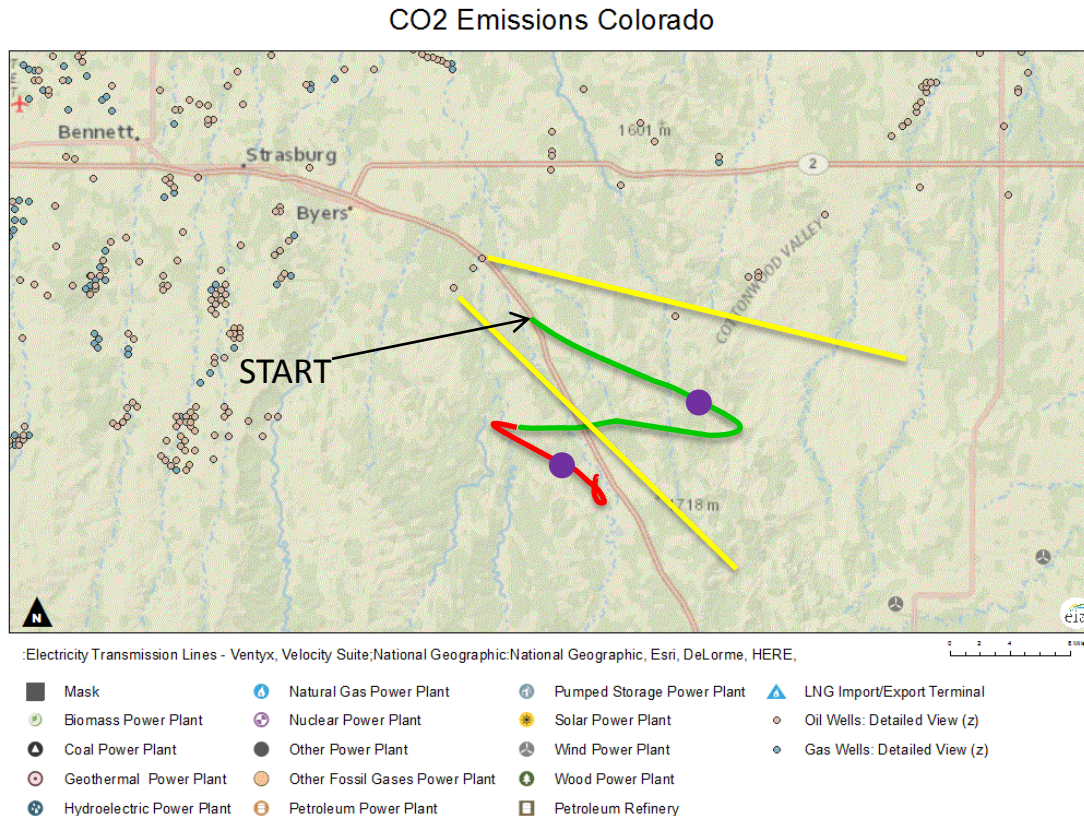 CO2 Emissions Colorado
Bennett
Strasburg
Byers
1601 m
2
COTTONWOOD VALLEY
START
1718 m
N
eia
:Electricity Transmission Lines - Ventyx, Velocity Suite;National Geographic:National Geographic, Esri, DeLorme, HERE,
0 2 4 8 Mile
Mask
Natural Gas Power Plant
Pumped Storage Power Plant
LNG Import/Export Terminal
Biomass Power Plant
Nuclear Power Plant
Solar Power Plant
Oil Wells: Detailed View (z)
Coal Power Plant
Other Power Plant
Wind Power Plant
Gas Wells: Detailed View (z)
Geothermal Power Plant
Other Fossil Gases Power Plant
Wood Power Plant
Hydroelectric Power Plant
Petroleum Power Plant
Petroleum Refinery